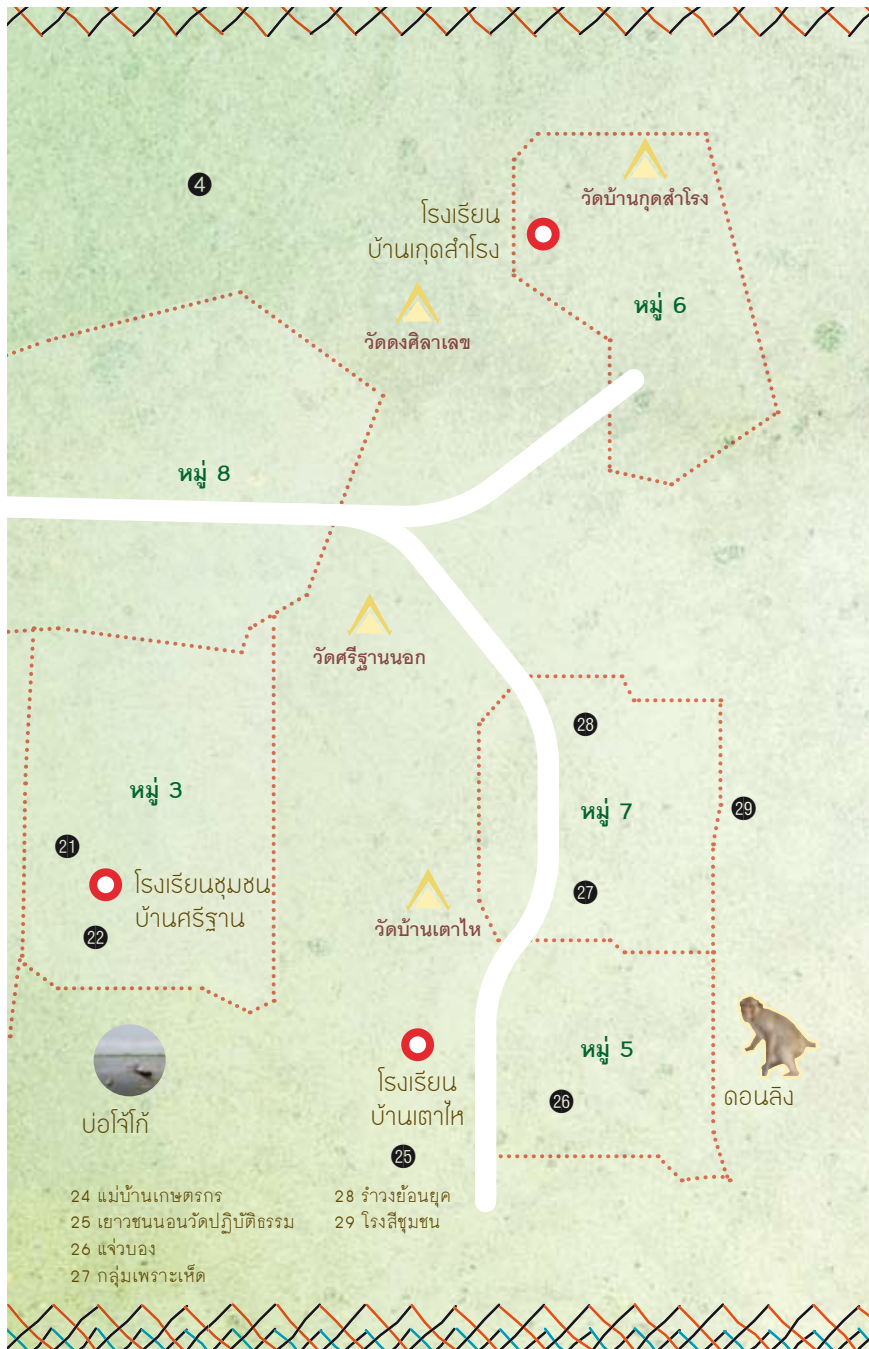 4
วัดบ้านกุดสำโรง
โรงเรียน
บ้านเกุดสำโรง
หมู่ 6
วัดดงศิลาเลข
หมู่ 8
วัดศรีฐานนอก
28
หมู่ 3
29
หมู่ 7
21
โรงเรียนชุมชน
บ้านศรีฐาน
27
22
วัดบ้านเตาไห
หมู่ 5
โรงเรียน
บ้านเตาไห
26
ดอนลิง
บ่อโจ้โก้
25
24 แม่บ้านเกษตรกร
25 เยาวชนนอนวัดปฏิบัติธรรม
26 แจ่วบอง
27 กลุ่มเพราะเห็ด
28 รำวงย้อนยุค
29 โรงสีชุมชน